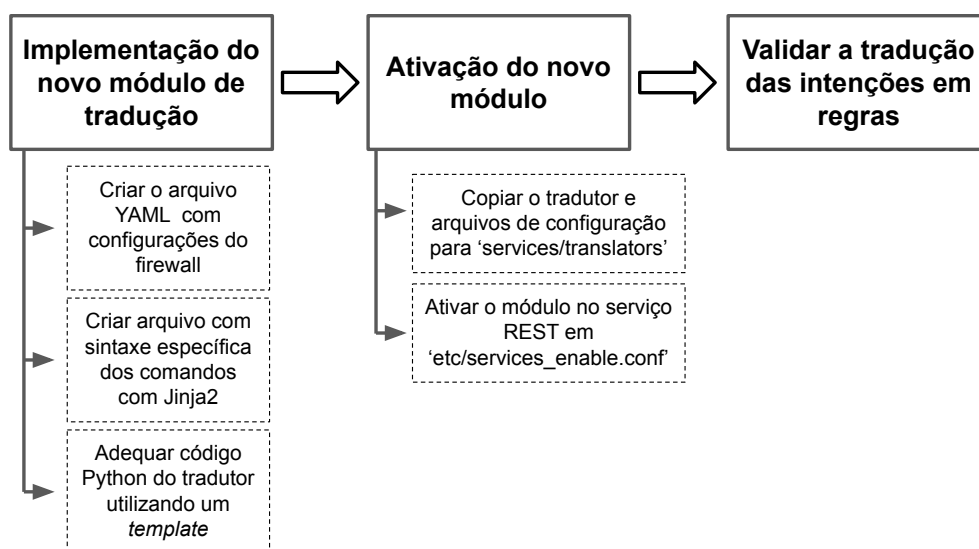 Implementação do
novo módulo de
tradução
Criar o arquivo
YAML com
configurações do
firewall
Criar arquivo com
sintaxe específica
dos comandos
com Jinja2
Adequar código
Python do tradutor
utilizando um
template
Ativação do novo
módulo
Copiar o tradutor e
arquivos de configuração
para ‘services/translators’
Ativar o módulo no serviço
REST em
‘etc/services_enable.conf’
Validar a tradução
das intenções em
regras